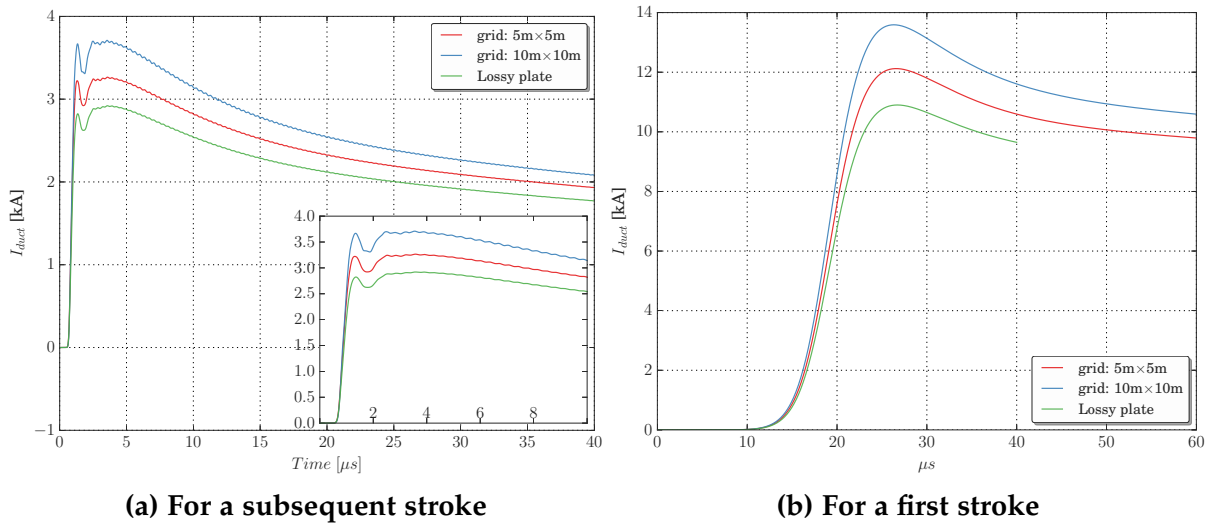 4
3
2
1
0
−1
I_duct [kA]
grid: 5m×5m
grid: 10m×10m
Lossy plate
4.0
3.5
3.0
2.5
2.0
1.5
1.0
0.5
0.0
2 4 6 8
0 5 10 15 20 25 30 35 40
Time [μs]
(a) For a subsequent stroke
14
12
10
8
6
4
2
0
I_duct [kA]
grid: 5m×5m
grid: 10m×10m
Lossy plate
0 10 20 30 40 50 60
μs
(b) For a first stroke